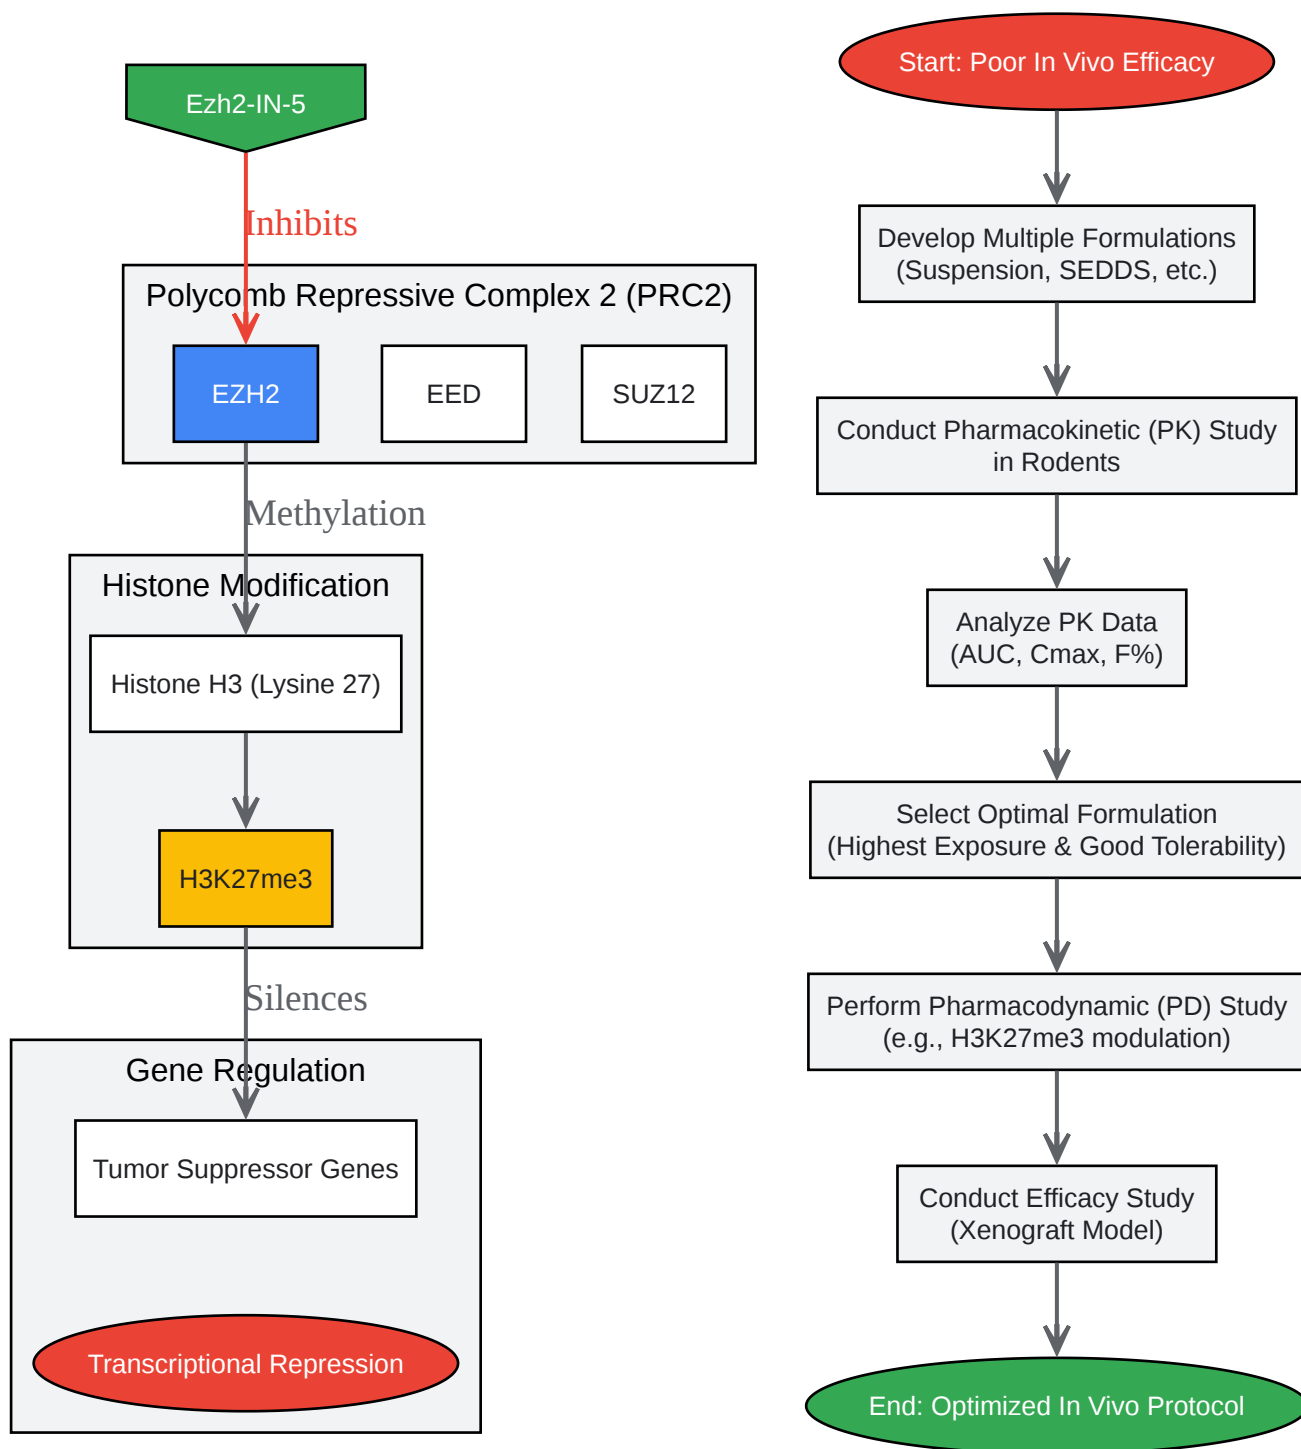 Ezh2-IN-5
Inhibits
Polycomb Repressive Complex 2 (PRC2)
EZH2
EED
SUZ12
Methylation
Histone Modification
Histone H3 (Lysine 27)
H3K27me3
Silences
Gene Regulation
Tumor Suppressor Genes
Transcriptional Repression
Start: Poor In Vivo Efficacy
Develop Multiple Formulations
(Suspension, SEDDS, etc.)
Conduct Pharmacokinetic (PK) Study
in Rodents
Analyze PK Data
(AUC, Cmax, F%)
Select Optimal Formulation
(Highest Exposure & Good Tolerability)
Perform Pharmacodynamic (PD) Study
(e.g., H3K27me3 modulation)
Conduct Efficacy Study
(Xenograft Model)
End: Optimized In Vivo Protocol